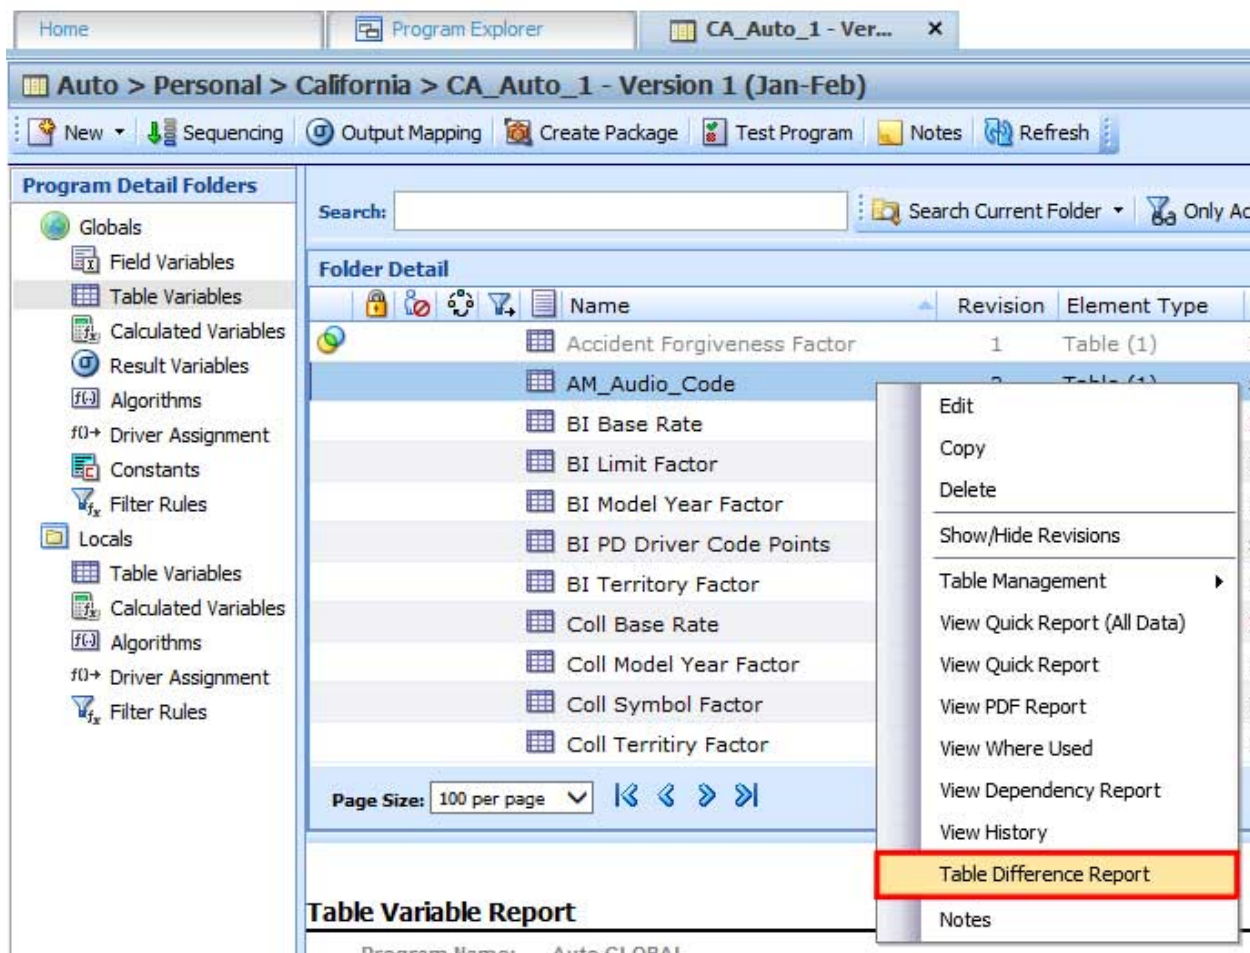 Home
Program Explorer
CA_Auto_1 - Ver... x
Auto > Personal > California > CA_Auto_1 - Version 1 (Jan-Feb)
New Sequencing Output Mapping Create Package Test Program Notes Refresh
Program Detail Folders
Globals
Field Variables
Table Variables
Calculated Variables
Result Variables
Algorithms
Driver Assignment
Constants
Filter Rules
Locals
Table Variables
Calculated Variables
Algorithms
Driver Assignment
Filter Rules
Search: Search Current Folder Only
Folder Detail
Name Revision Element Type
Accident Forgiveness Factor 1 Table (1)
AM_Audio_Code Table (1)
BI Base Rate
BI Limit Factor
BI Model Year Factor
BI PD Driver Code Points
BI Territory Factor
Coll Base Rate
Coll Model Year Factor
Coll Symbol Factor
Coll Territiry Factor
Page Size: 100 per page
Edit
Copy
Delete
Show/Hide Revisions
Table Management
View Quick Report (All Data)
View Quick Report
View PDF Report
View Where Used
View Dependency Report
View History
Table Difference Report
Notes
Table Variable Report
Program Name: Auto GLOBAL